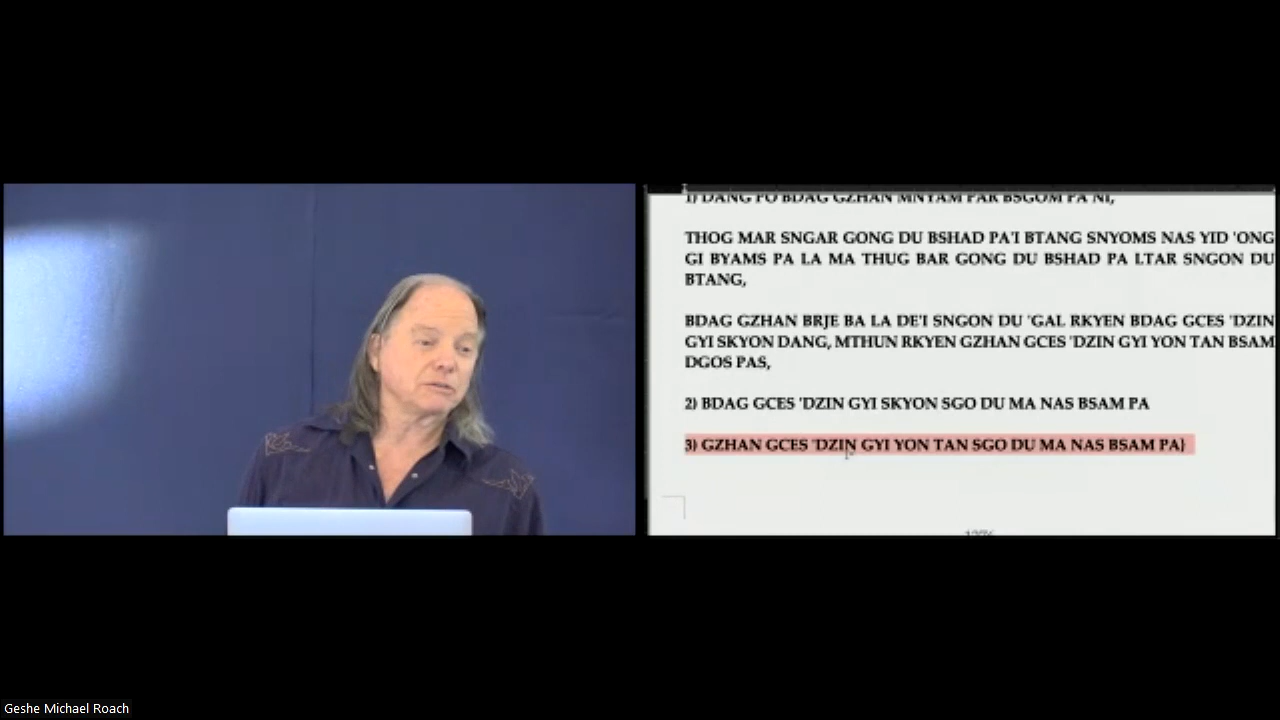 1) DANG PO BDAG GZHAN MNYAM PAR BSGOM PA NI,
THOG MAR SNGAR GONG DU BSHAD PA'I BTANG SNYOMS NAS YID 'ONG
GI BYAMS PA LA MA THUG BAR GONG DU BSHAD PA LTAR SNGON DU
BTANG,
BDAG GZHAN BRJE BA LA DE'I SNGON DU 'GAL RKYEN BDAG GCES 'DZIN
GYI SKYON DANG, MTHUN RKYEN GZHAN GCES 'DZIN GYI YON TAN BSAM
DGOS PAS,
2) BDAG GCES 'DZIN GYI SKYON SGO DU MA NAS BSAM PA
3) GZHAN GCES 'DZIN GYI YON TAN SGO DU MA NAS BSAM PA}
Geshe Michael Roach